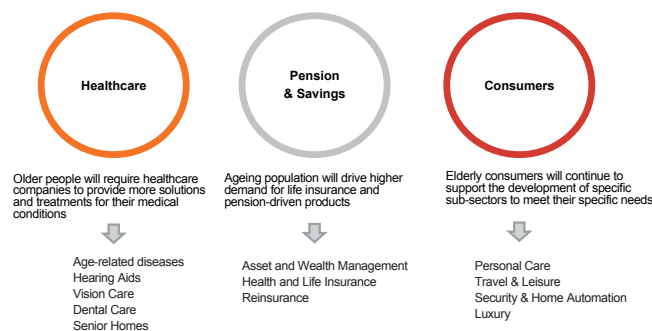 Healthcare
Pension
& Savings
Consumers
Older people will require healthcare
companies to provide more solutions
and treatments for their medical
conditions
Ageing population will drive higher
demand for life insurance and
pension-driven products
Elderly consumers will continue to
support the development of specific
sub-sectors to meet their specific needs
Age-related diseases
Hearing Aids
Vision Care
Dental Care
Senior Homes
Asset and Wealth Management
Health and Life Insurance
Reinsurance
Personal Care
Travel & Leisure
Security & Home Automation
Luxury